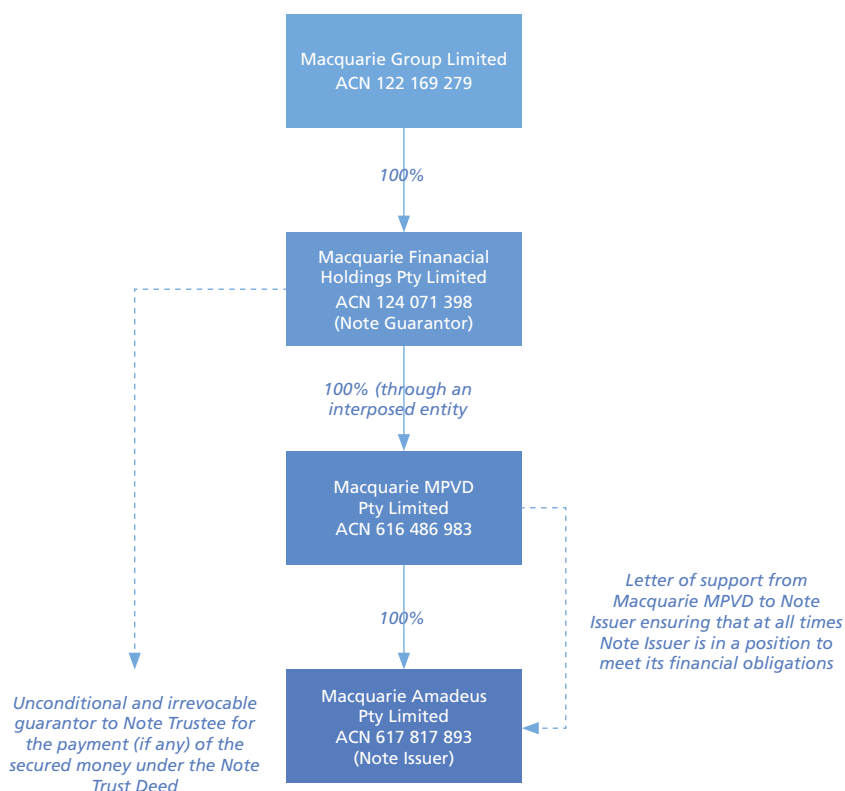 Macquarie Group Limited
ACN 122 169 279
100%
Macquarie Finanacial
Holdings Pty Limited
ACN 124 071 398
(Note Guarantor)
100% (through an
interposed entity
Macquarie MPVD
Pty Limited
ACN 616 486 983
Letter of support from
Macquarie MPVD to Note
Issuer ensuring that at all times
Note Issuer is in a position to
meet its financial obligations
100%
Macquarie Amadeus
Pty Limited
ACN 617 817 893
(Note Issuer)
Unconditional and irrevocable
guarantor to Note Trustee for
the payment (if any) of the
secured money under the Note
Trust Deed